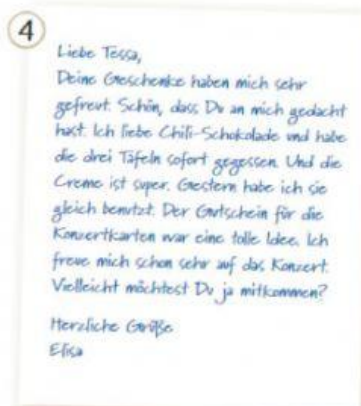 4
Liebe Tessa,
Deine Geschenke haben mich sehr
gefreut. Schön, dass Du an mich gedacht
hast. Ich liebe Chili-Schokolade und habe
die drei Tafeln sofort gegessen. Und die
Creme ist super. Gestern habe ich sie
gleich benutzt. Der Gutschein für die
Konzertkarten war eine tolle Idee. Ich
freue mich schon sehr auf das Konzert.
Vielleicht möchtest Du ja mitkommen?
Herzliche Grüße
Elisa